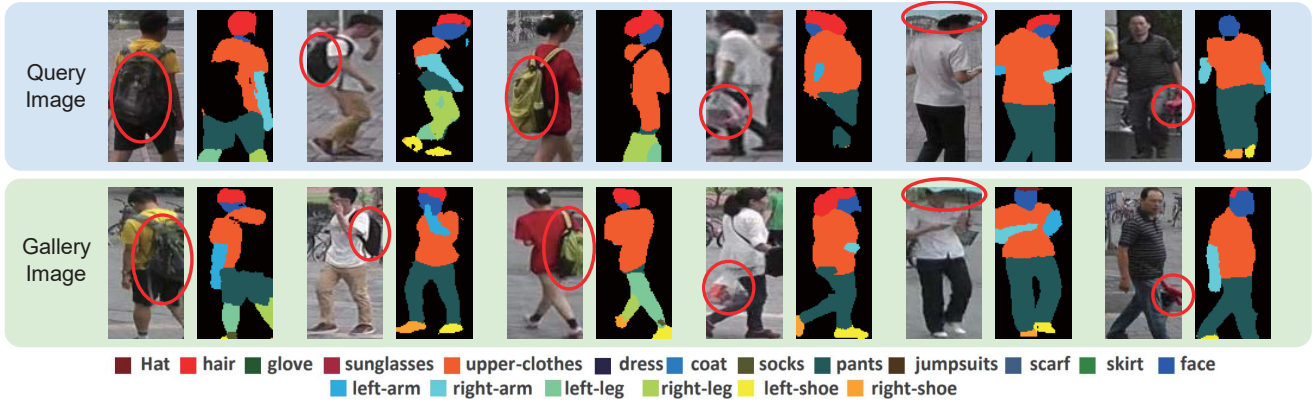 Query
Image
Gallery
Image
Hat hair glove sunglasses upper-clothes dress coat socks pants jumpsuits scarf skirt face
left-arm right-arm left-leg right-leg left-shoe right-shoe